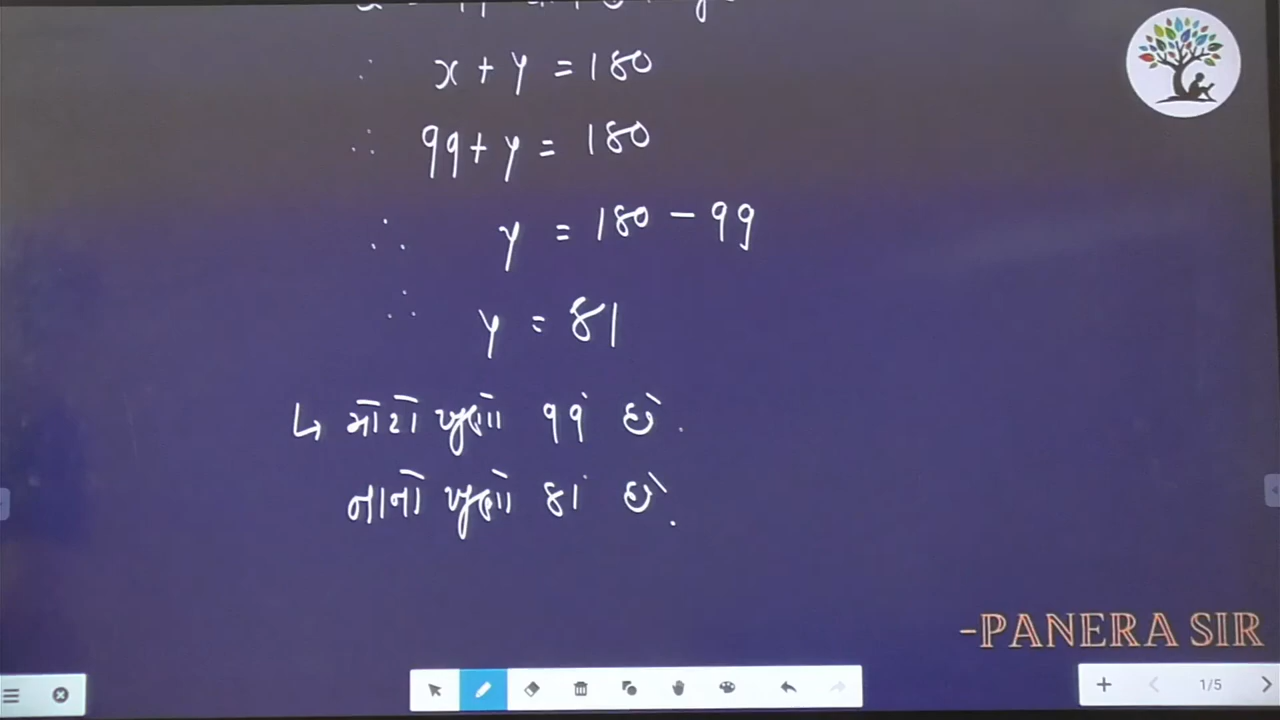 ∴ x + y = 180
∴ 99 + y = 180
∴ y = 180 - 99
∴ y = 81
↳ મોટો ખૂણો 99° છે.
નાનો ખૂણો 81° છે.
-PANERA SIR
1/5